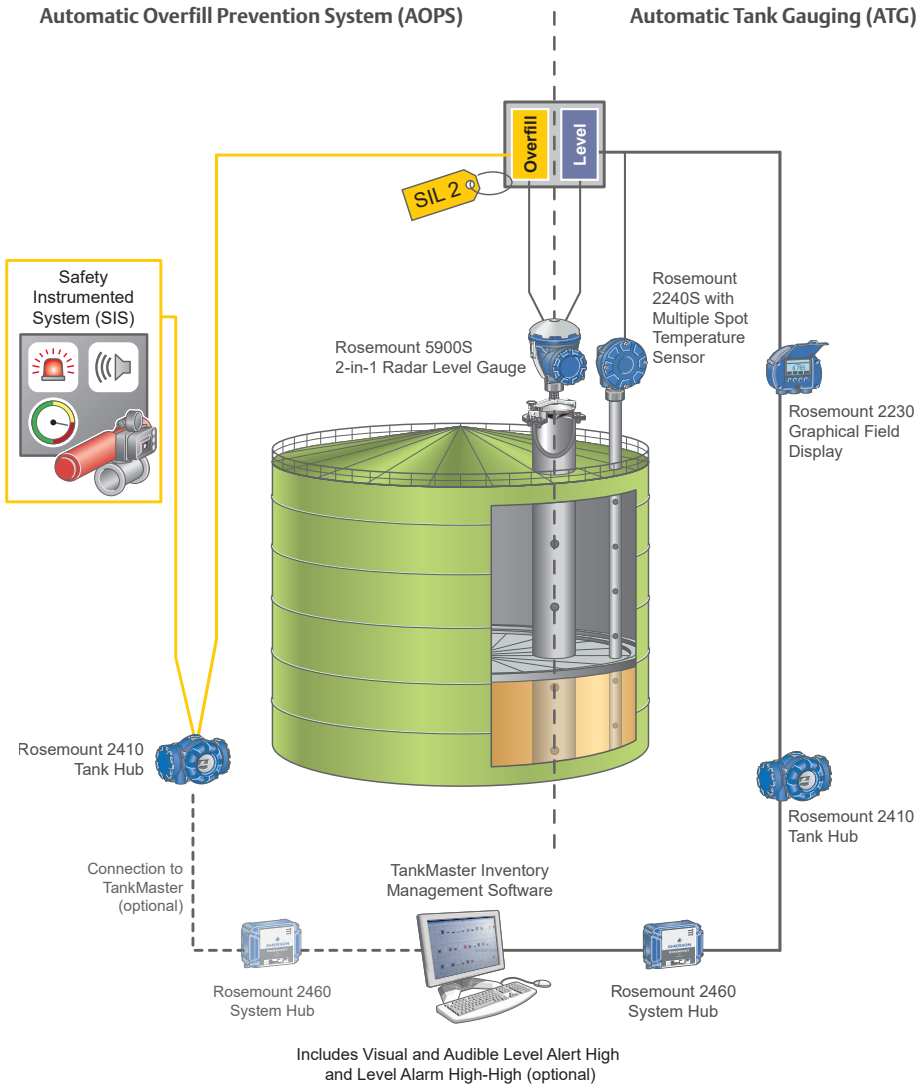 Automatic Overfill Prevention System (AOPS)
Automatic Tank Gauging (ATG)
Overfill
Level
SIL 2
Safety
Instrumented
System (SIS)
Rosemount 5900S
2-in-1 Radar Level Gauge
Rosemount
2240S with
Multiple Spot
Temperature
Sensor
Rosemount 2230
Graphical Field
Display
Rosemount 2410
Tank Hub
Rosemount 2410
Tank Hub
Connection to
TankMaster
(optional)
TankMaster Inventory
Management Software
EMERSON
EMERSON
Rosemount 2460
System Hub
Rosemount 2460
System Hub
Includes Visual and Audible Level Alert High
and Level Alarm High-High (optional)